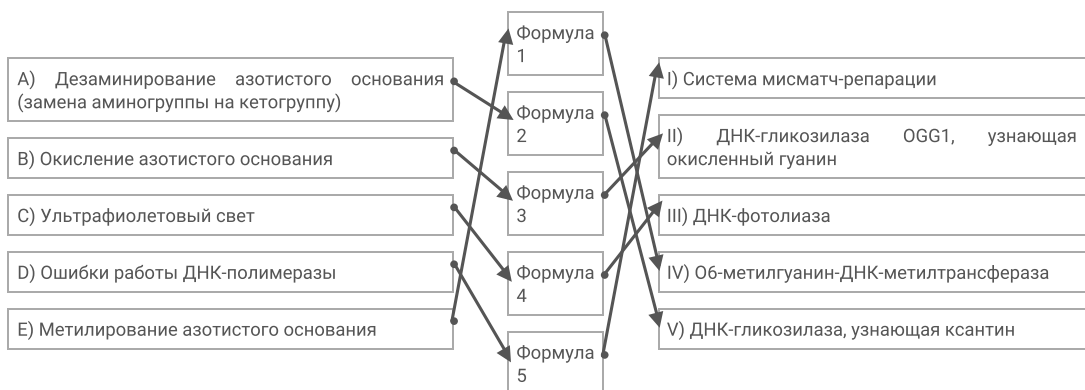 A) Дезаминирование азотистого основания
(замена аминогруппы на кетогруппу)
B) Окисление азотистого основания
C) Ультрафиолетовый свет
D) Ошибки работы ДНК-полимеразы
E) Метилирование азотистого основания
Формула
1
Формула
2
Формула
3
Формула
4
Формула
5
I) Система мисматч-репарации
II) ДНК-гликозилаза OGG1, узнающая
окисленный гуанин
III) ДНК-фотолиаза
IV) О6-метилгуанин-ДНК-метилтрансфераза
V) ДНК-гликозилаза, узнающая ксантин